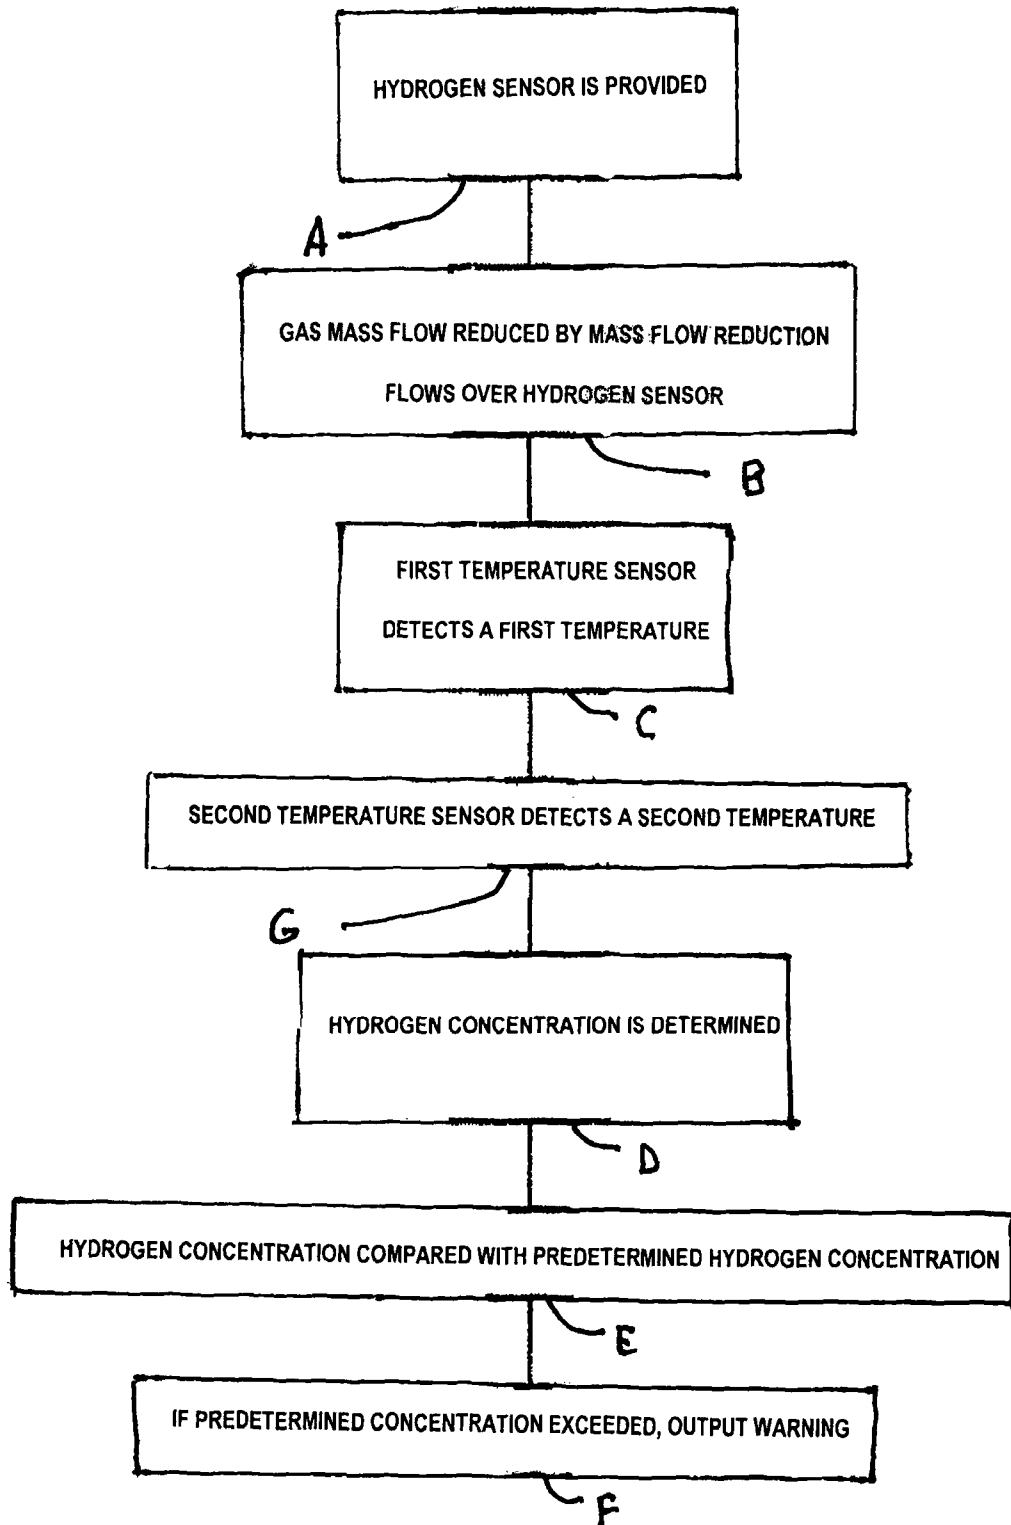 HYDROGEN SENSOR IS PROVIDED
A
GAS MASS FLOW REDUCED BY MASS FLOW REDUCTION
FLOWS OVER HYDROGEN SENSOR
B
FIRST TEMPERATURE SENSOR
DETECTS A FIRST TEMPERATURE
C
SECOND TEMPERATURE SENSOR DETECTS A SECOND TEMPERATURE
G
HYDROGEN CONCENTRATION IS DETERMINED
D
HYDROGEN CONCENTRATION COMPARED WITH PREDETERMINED HYDROGEN CONCENTRATION
E
IF PREDETERMINED CONCENTRATION EXCEEDED, OUTPUT WARNING
F